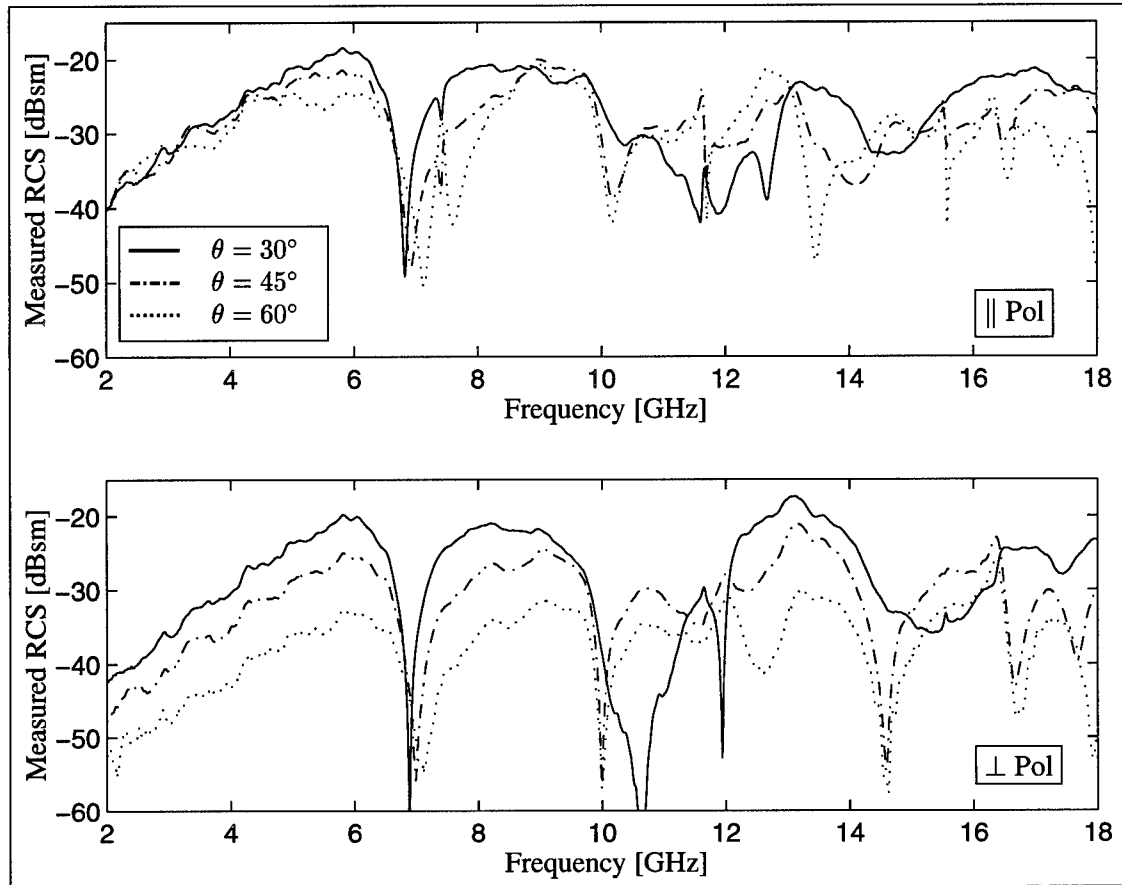 Measured RCS [dBsm]
−20
−30
−40
−50
−60
θ = 30°
θ = 45°
θ = 60°
∥ Pol
2 4 6 8 10 12 14 16 18
Frequency [GHz]
Measured RCS [dBsm]
−20
−30
−40
−50
−60
⊥ Pol
2 4 6 8 10 12 14 16 18
Frequency [GHz]